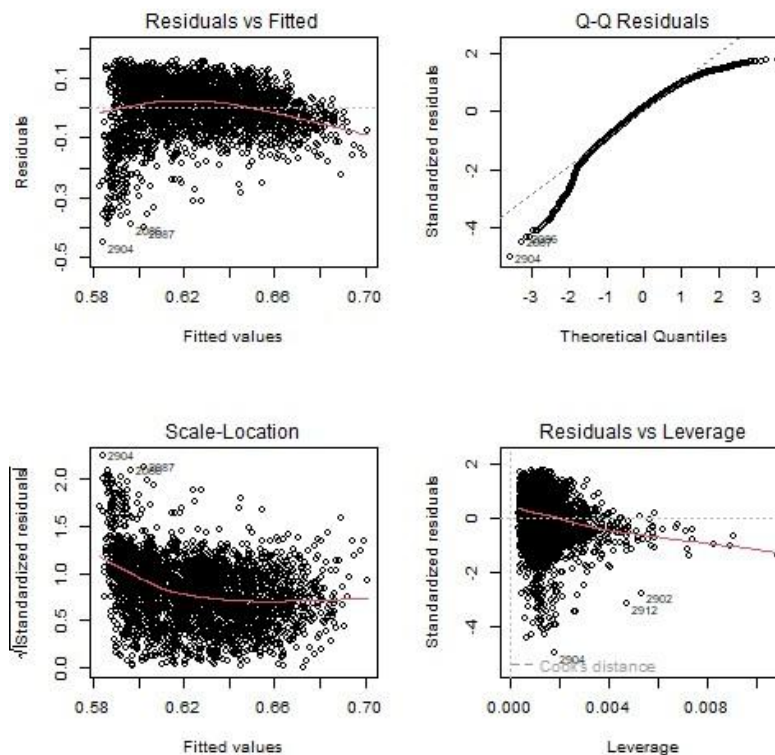 Residuals vs Fitted
Residuals
0.1
-0.1
-0.3
-0.5
2087
2904
0.58 0.62 0.66 0.70
Fitted values
Q-Q Residuals
Standardized residuals
2
0
-2
-4
2904
-3 -2 -1 0 1 2 3
Theoretical Quantiles
Scale-Location
√|Standardized residuals
2.0
1.5
1.0
0.5
0.0
2904
2087
0.58 0.62 0.66 0.70
Fitted values
Residuals vs Leverage
Standardized residuals
2
0
-2
-4
2902
2912
2904
Cook's distance
0.000 0.004 0.008
Leverage